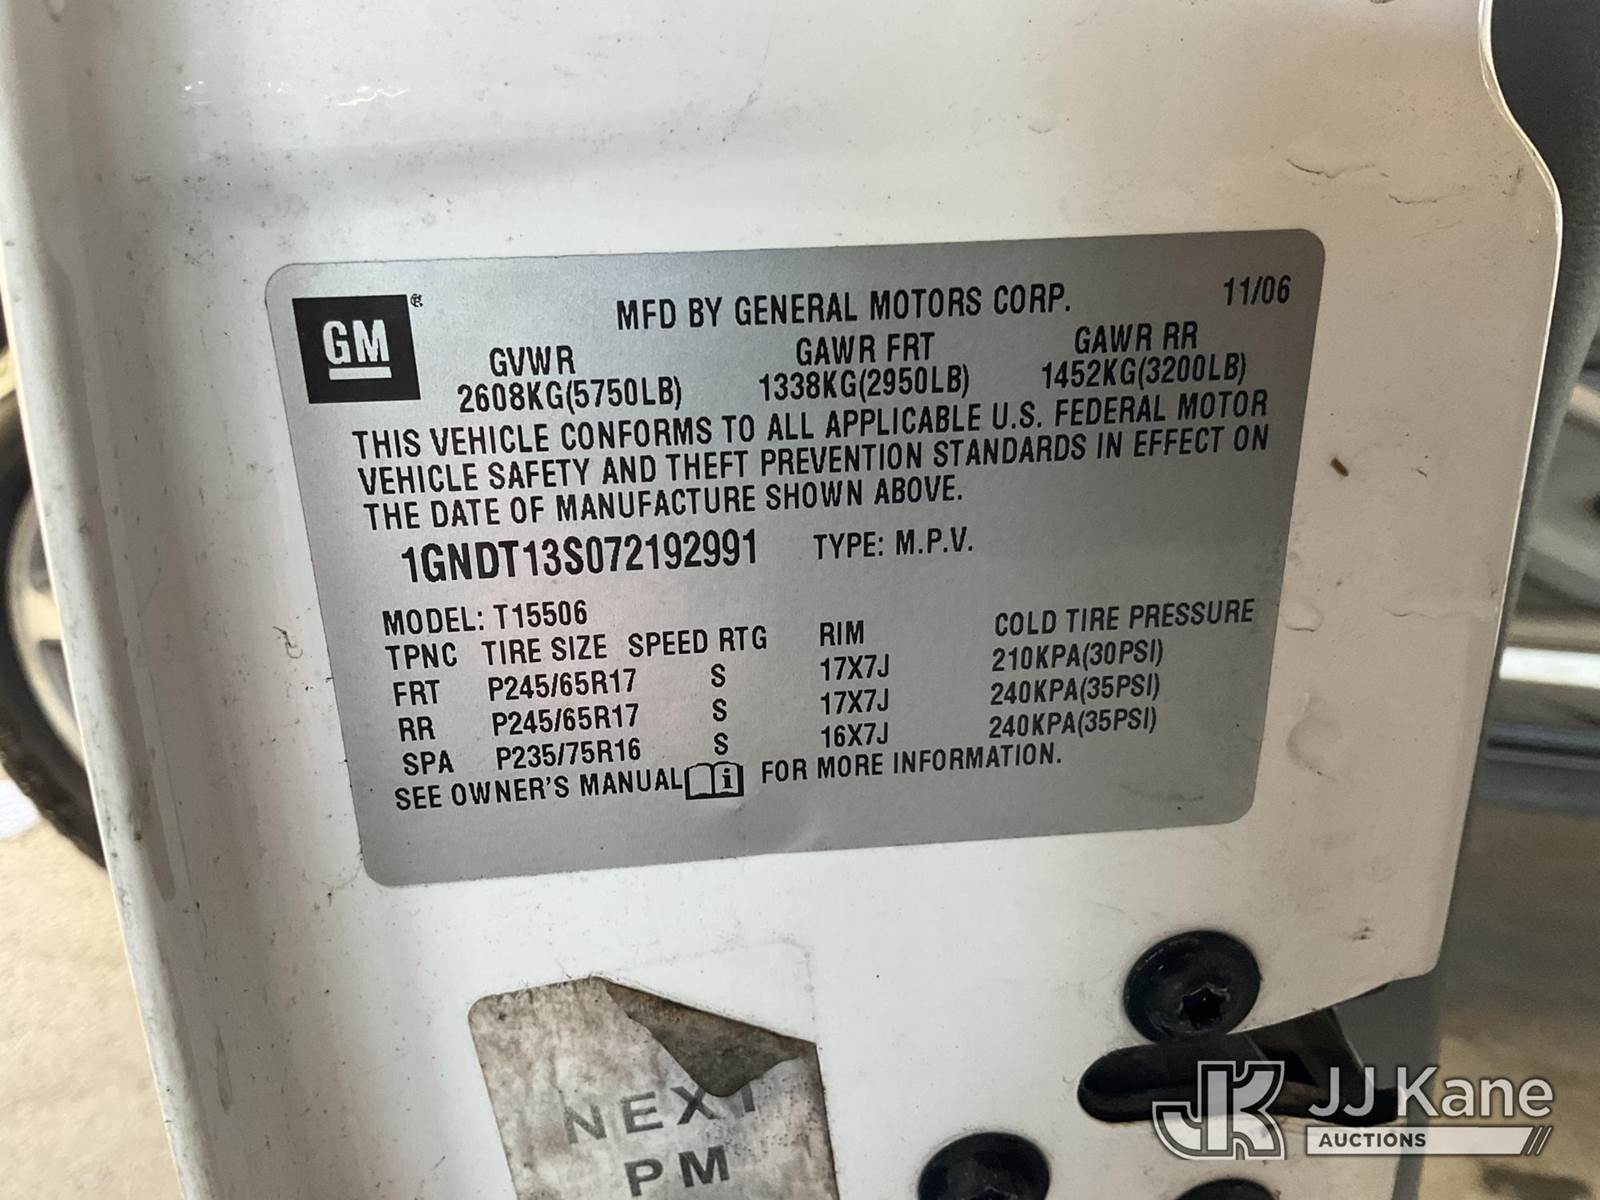 GM®
MFD BY GENERAL MOTORS CORP. 11/06
GVWR GAWR FRT GAWR RR
2608KG(5750LB) 1338KG(2950LB) 1452KG(3200LB)
THIS VEHICLE CONFORMS TO ALL APPLICABLE U.S. FEDERAL MOTOR
VEHICLE SAFETY AND THEFT PREVENTION STANDARDS IN EFFECT ON
THE DATE OF MANUFACTURE SHOWN ABOVE.
1GNDT13S072192991 TYPE: M.P.V.
MODEL: T15506
TPNC TIRE SIZE SPEED RTG RIM COLD TIRE PRESSURE
FRT P245/65R17 S 17X7J 210KPA(30PSI)
RR P245/65R17 S 17X7J 240KPA(35PSI)
SPA P235/75R16 S 16X7J 240KPA(35PSI)
SEE OWNER'S MANUAL i FOR MORE INFORMATION.
NEXT
PM
JK JJ Kane
AUCTIONS